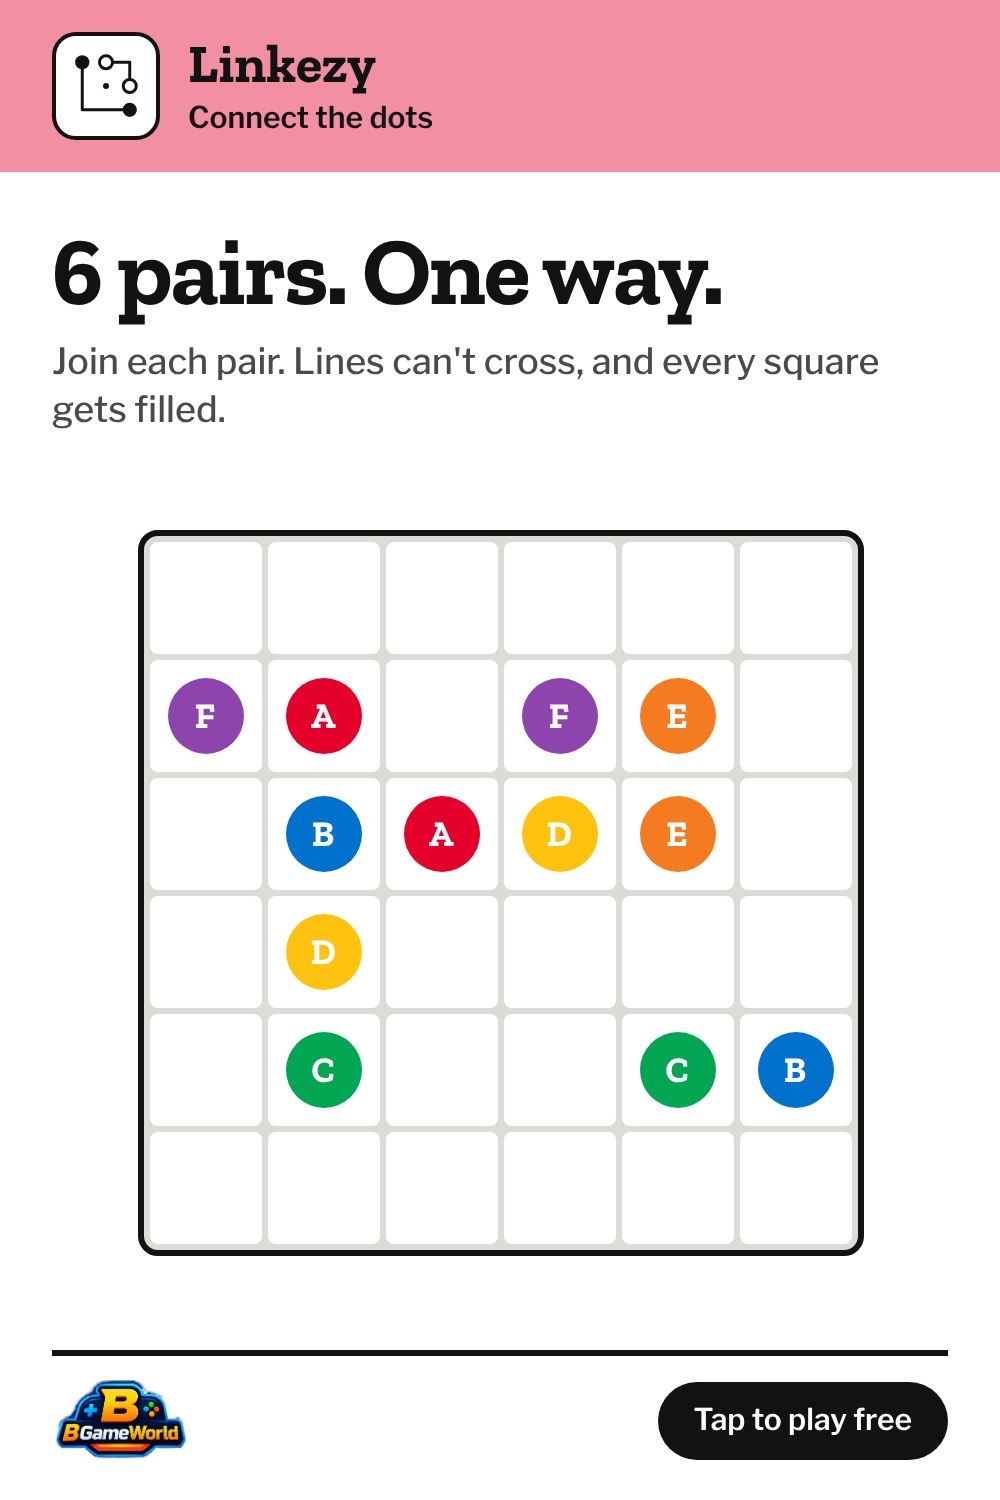 Linkezy
Connect the dots
6 pairs. One way.
Join each pair. Lines can't cross, and every square
gets filled.
F A F E
B A D E
D
C C B
B
BGameWorld
Tap to play free